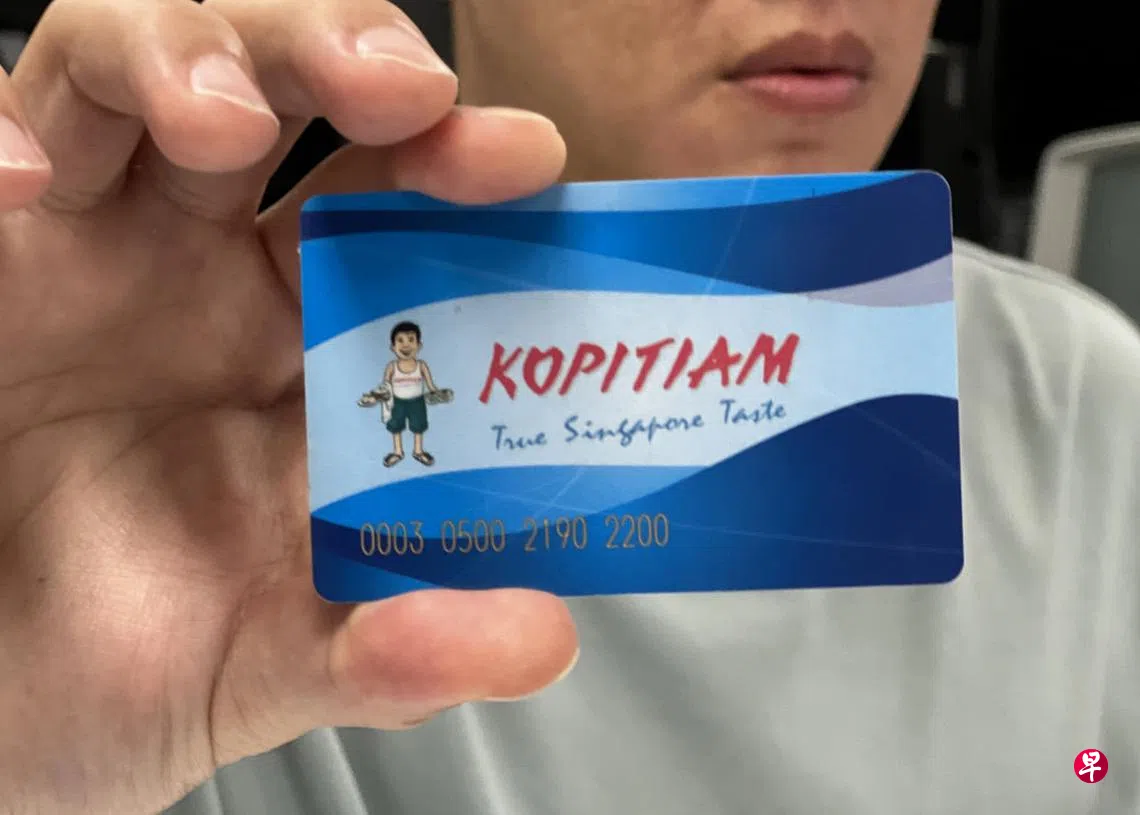 KOPITIAM
True Singapore Taste
0003 0500 2190 2200
早